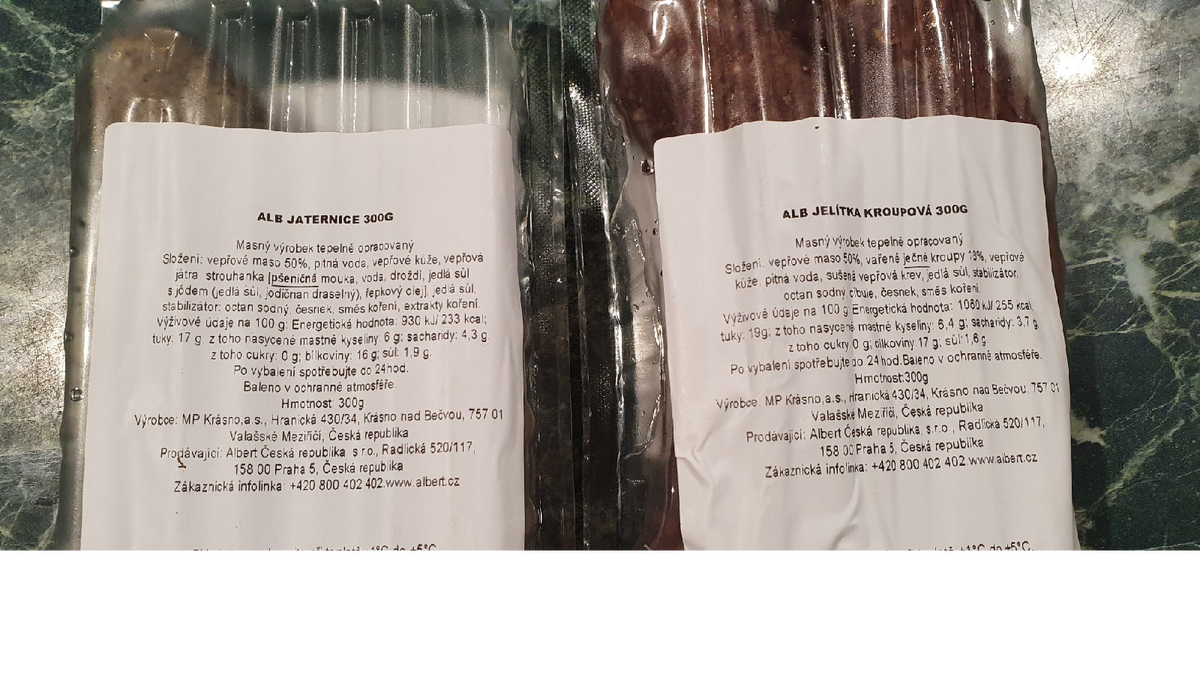 ALB JATERNICE 300G
Masný výrobek tepelně opracovaný
Složení: vepřové maso 50%, pitná voda, vepřové kůže, vepřová
játra strouhanka [pšeničná mouka, voda, droždí, jedlá sůl
s jódem (jedlá sůl, jodičnan draselný), řepkový olej], jedlá sůl,
stabilizátor: octan sodný, česnek, směs koření, extrakty koření.
Výživové údaje na 100 g: Energetická hodnota: 930 kJ/ 233 kcal;
tuky: 17 g z toho nasycené mastné kyseliny: 6 g; sacharidy: 4,3 g
z toho cukry: 0 g; bílkoviny: 16 g; sůl: 1,9 g.
Po vybalení spotřebujte do 24hod.
Baleno v ochranné atmosféře.
Hmotnost: 300g
Výrobce: MP Krásno,a.s., Hranická 430/34, Krásno nad Bečvou, 757 01
Valašské Meziříčí, Česká republika
Prodávající: Albert Česká republika s.r.o., Radlická 520/117,
158 00 Praha 5, Česká republika
Zákaznická infolinka: +420 800 402 402.www.albert.cz
ALB JELÍTKA KROUPOVÁ 300G
Masný výrobek tepelně opracovaný
Složení: vepřové maso 50%, vařené ječné kroupy 18%, vepřové
kůže, pitná voda, sušená vepřová krev, jedlá sůl, stabilizátor:
octan sodný cibule, česnek, směs koření.
Výživové údaje na 100 g Energetická hodnota: 1060 kJ/ 255 kcal,
tuky: 19g; z toho nasycené mastné kyseliny: 6,4 g; sacharidy: 3,7 g
z toho cukry 0 g; bílkoviny 17 g; sůl:1,6 g
Po vybalení spotřebujte do 24hod.Baleno v ochranné atmosféře.
Hmotnost:300g
Výrobce: MP Krásno,a.s., Hranická 430/34, Krásno nad Bečvou, 757 01
Valašské Meziříčí, Česká republika
Prodávající: Albert Česká republika, s.r.o., Radlická 520/117,
158 00 Praha 5, Česká republika
Zákaznická infolinka: +420 800 402 402.www.albert.cz